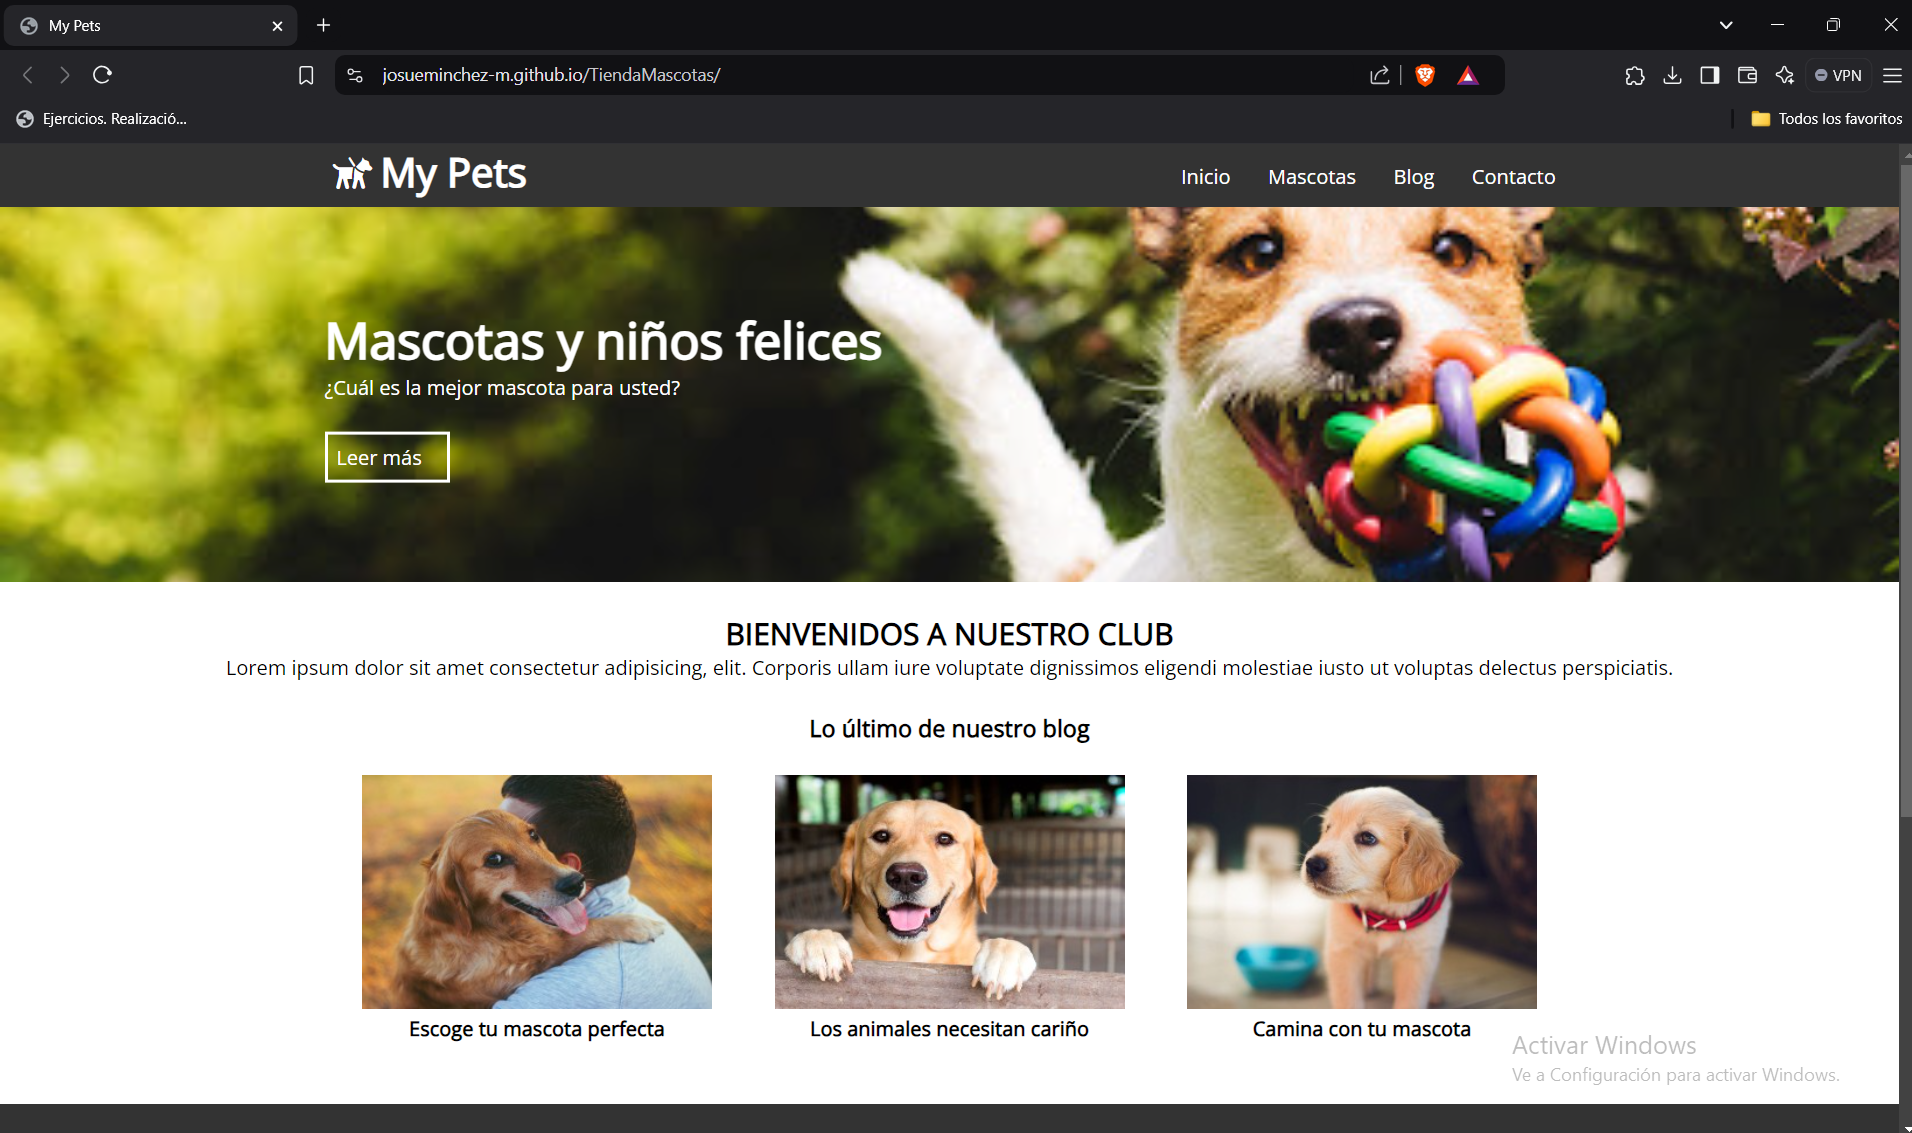 My Pets
josueminchez-m.github.io/TiendaMascotas/
VPN
Ejercicios. Realizació...
Todos los favoritos
My Pets
Inicio
Mascotas
Blog
Contacto
Mascotas y niños felices
¿Cuál es la mejor mascota para usted?
Leer más
BIENVENIDOS A NUESTRO CLUB
Lorem ipsum dolor sit amet consectetur adipisicing, elit. Corporis ullam iure voluptate dignissimos eligendi molestiae iusto ut voluptas delectus perspiciatis.
Lo último de nuestro blog
Escoge tu mascota perfecta
Los animales necesitan cariño
Camina con tu mascota
Activar Windows
Ve a Configuración para activar Windows.